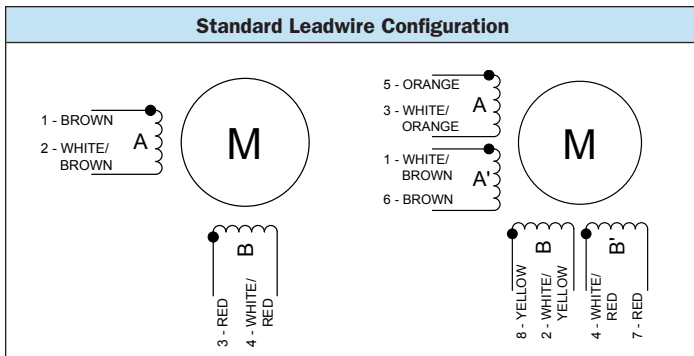 Standard Leadwire Configuration
1 - BROWN
2 - WHITE/
BROWN
A
M
B
3 - RED
4 - WHITE/
RED
5 - ORANGE
3 - WHITE/
ORANGE
A
1 - WHITE/
BROWN
6 - BROWN
A'
M
B
B'
8 - YELLOW
2 - WHITE/
YELLOW
4 - WHITE/
RED
7 - RED